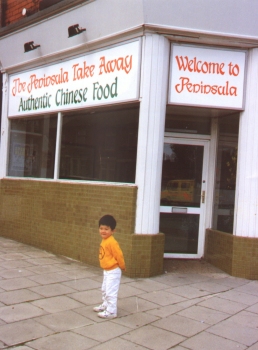 The Peninsula Take Away
Authentic Chinese Food
Welcome to
Peninsula